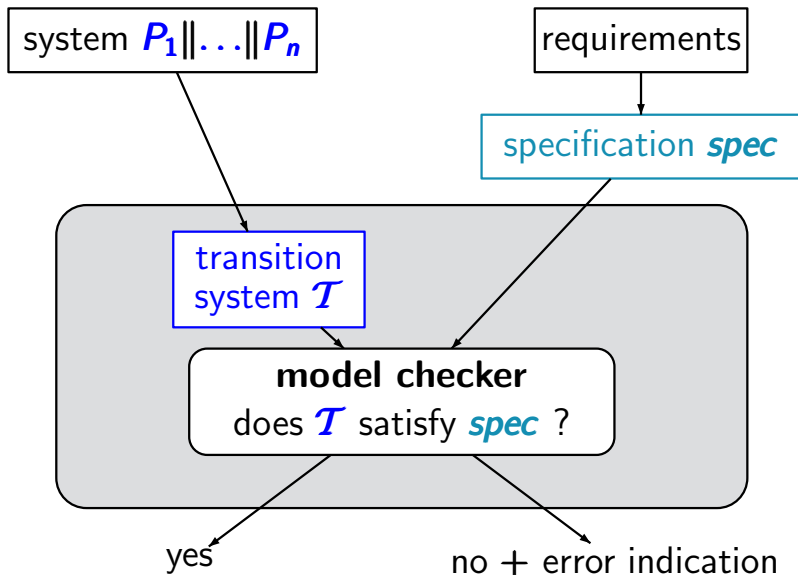 system P₁‖...‖Pₙ
requirements
specification spec
transition
system 𝒯
model checker
does 𝒯 satisfy spec ?
yes
no + error indication